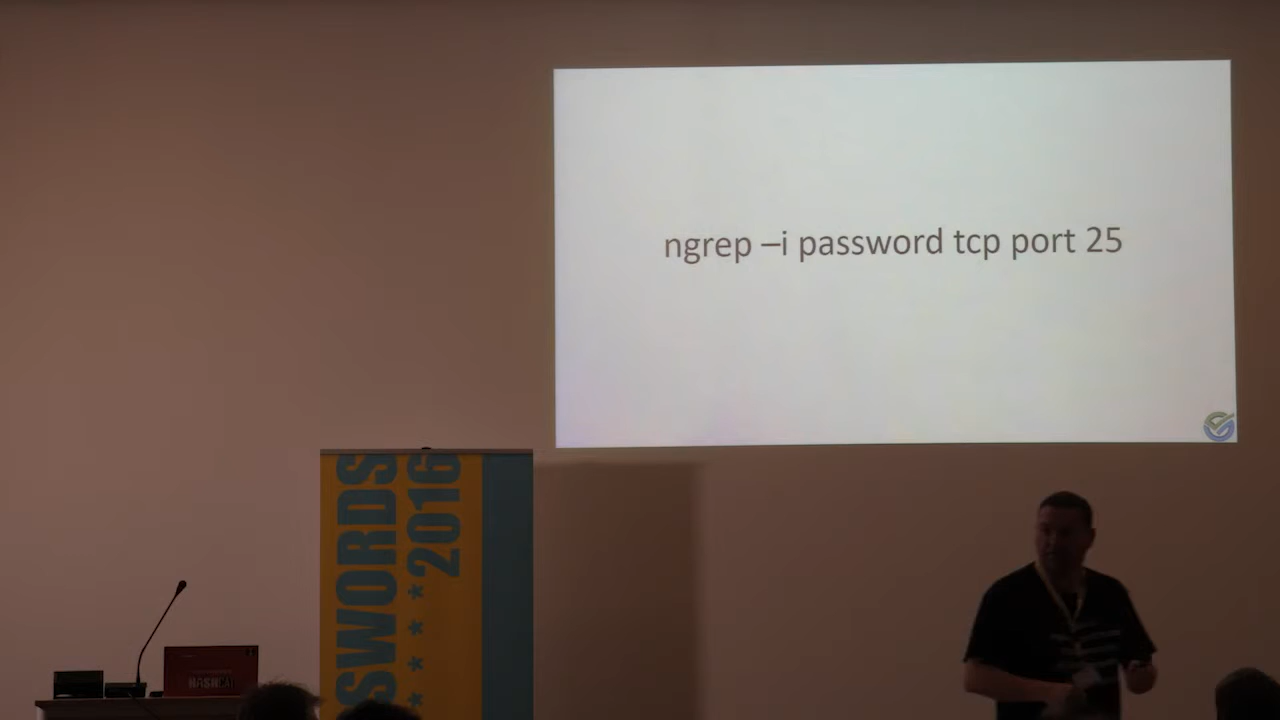 ngrep –i password tcp port 25
SWORDS
2016
****
HASHCAT